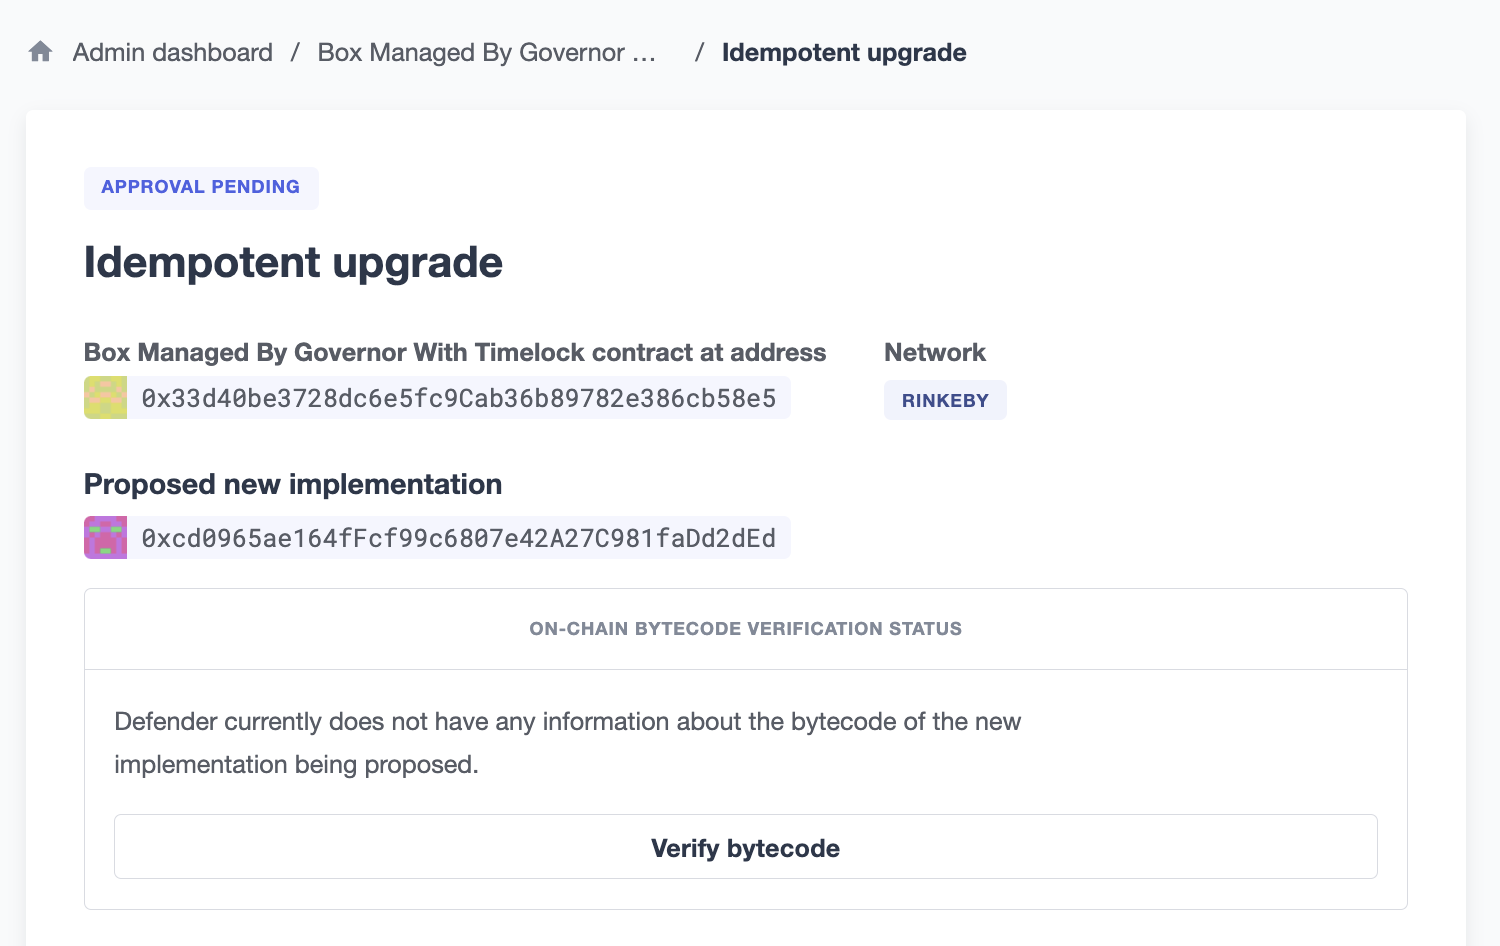 Admin dashboard / Box Managed By Governor ... / Idempotent upgrade
APPROVAL PENDING
Idempotent upgrade
Box Managed By Governor With Timelock contract at address
0x33d40be3728dc6e5fc9Cab36b89782e386cb58e5
Network
RINKEBY
Proposed new implementation
0xcd0965ae164fFcf99c6807e42A27C981faDd2dEd
ON-CHAIN BYTECODE VERIFICATION STATUS
Defender currently does not have any information about the bytecode of the new
implementation being proposed.
Verify bytecode